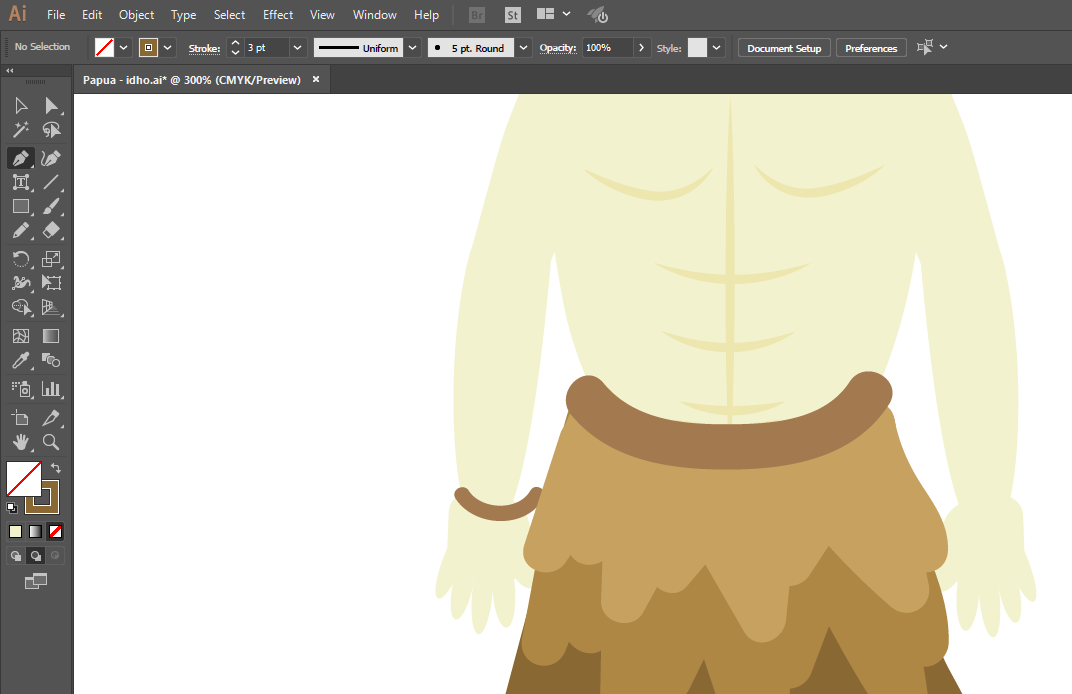 Ai File Edit Object Type Select Effect View Window Help Br St
No Selection Stroke: 3 pt Uniform 5 pt. Round Opacity: 100% Style: Document Setup Preferences
Papua - idho.ai* @ 300% (CMYK/Preview) ×
T